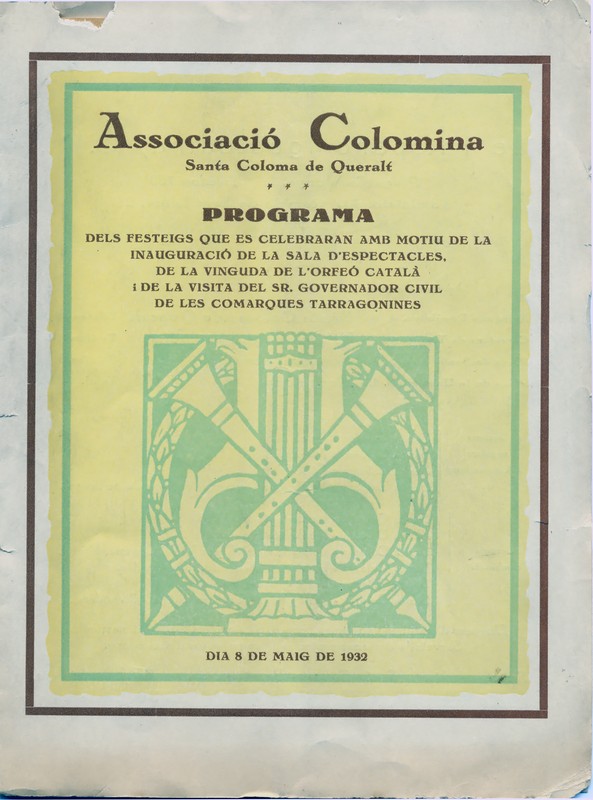 Associació Colomina
Santa Coloma de Queralt
* * *
PROGRAMA
DELS FESTEIGS QUE ES CELEBRARAN AMB MOTIU DE LA
INAUGURACIÓ DE LA SALA D'ESPECTACLES,
DE LA VINGUDA DE L'ORFEÓ CATALÀ
i DE LA VISITA DEL SR. GOVERNADOR CIVIL
DE LES COMARQUES TARRAGONINES
DIA 8 DE MAIG DE 1932